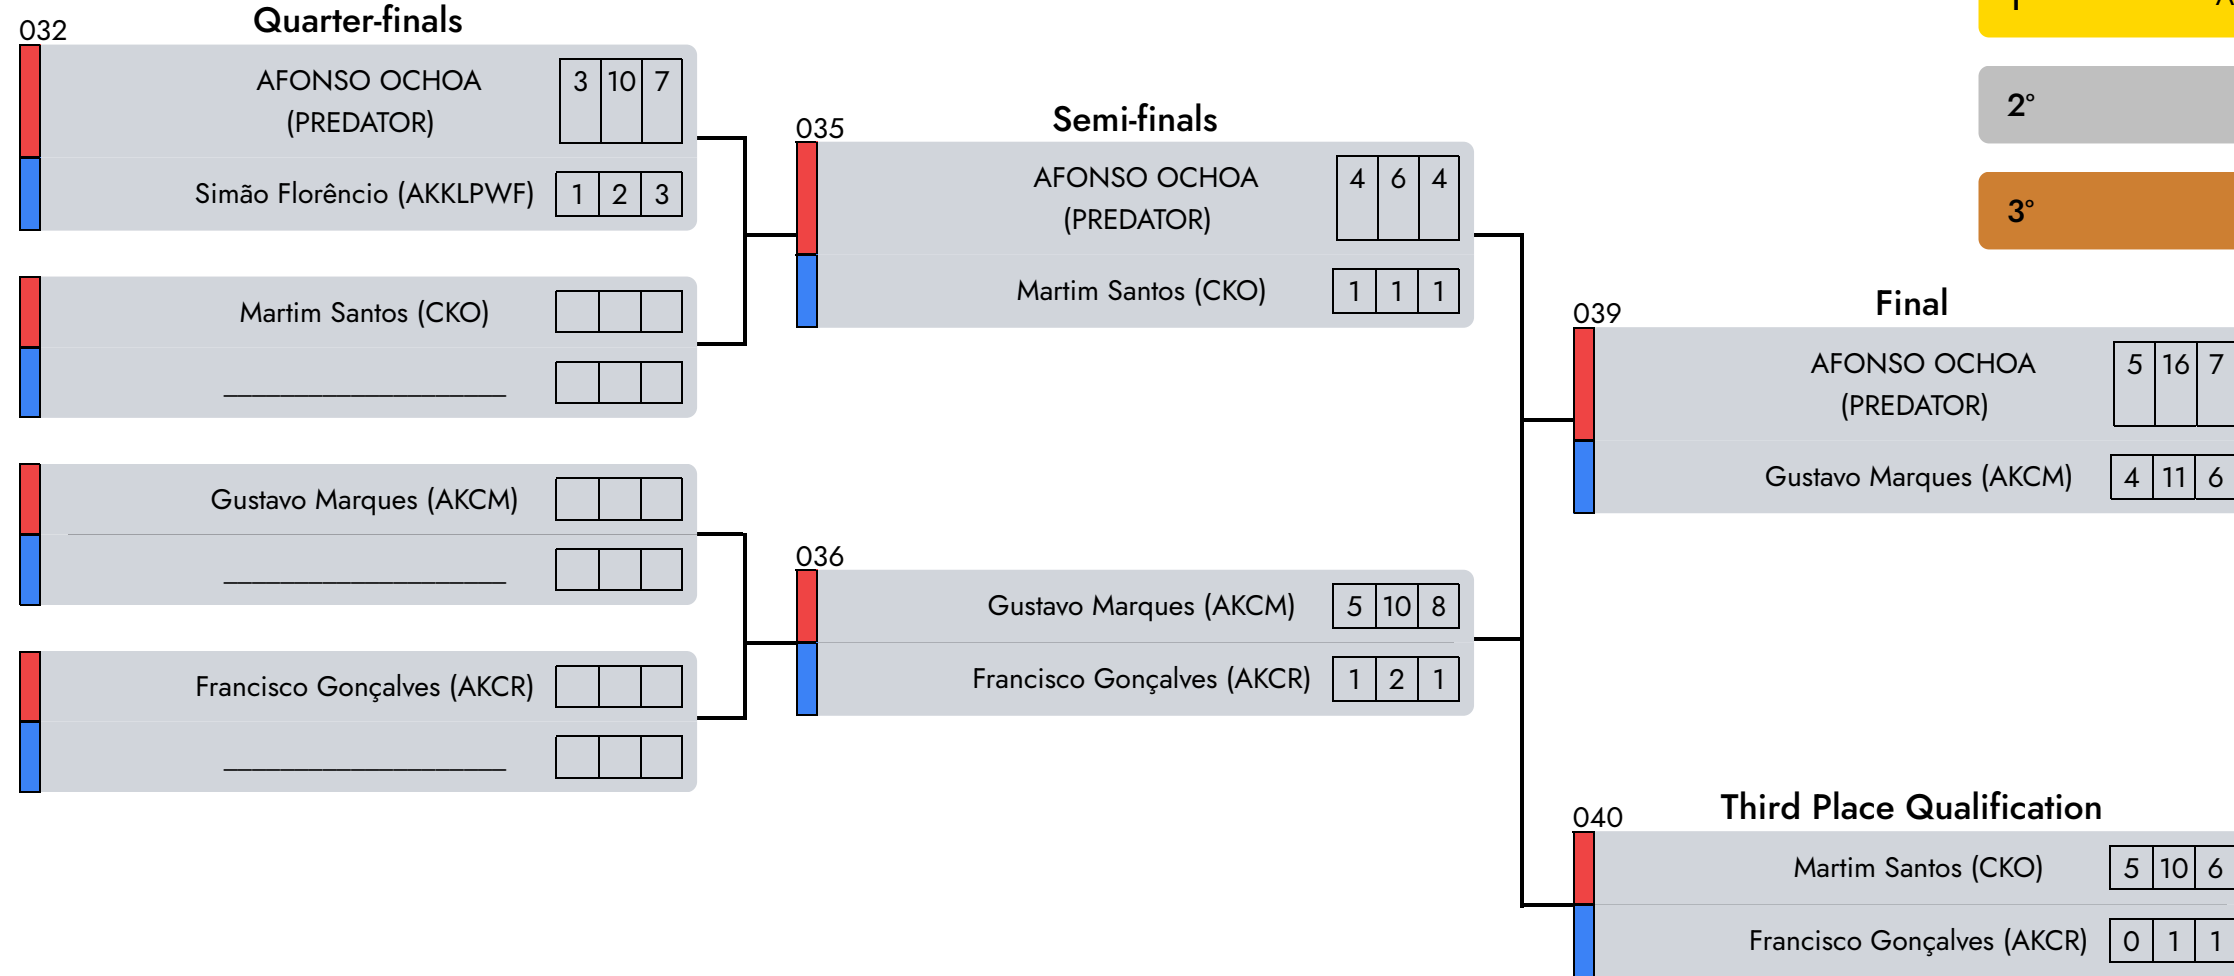 Quarter-finals
032
AFONSO OCHOA
(PREDATOR)
3 10 7
Simão Florêncio (AKKLPWF)
1 2 3
Martim Santos (CKO)
____________________
Gustavo Marques (AKCM)
____________________
Francisco Gonçalves (AKCR)
____________________
Semi-finals
035
AFONSO OCHOA
(PREDATOR)
4 6 4
Martim Santos (CKO)
1 1 1
036
Gustavo Marques (AKCM)
5 10 8
Francisco Gonçalves (AKCR)
1 2 1
2°
3°
Final
039
AFONSO OCHOA
(PREDATOR)
5 16 7
Gustavo Marques (AKCM)
4 11 6
Third Place Qualification
040
Martim Santos (CKO)
5 10 6
Francisco Gonçalves (AKCR)
0 1 1